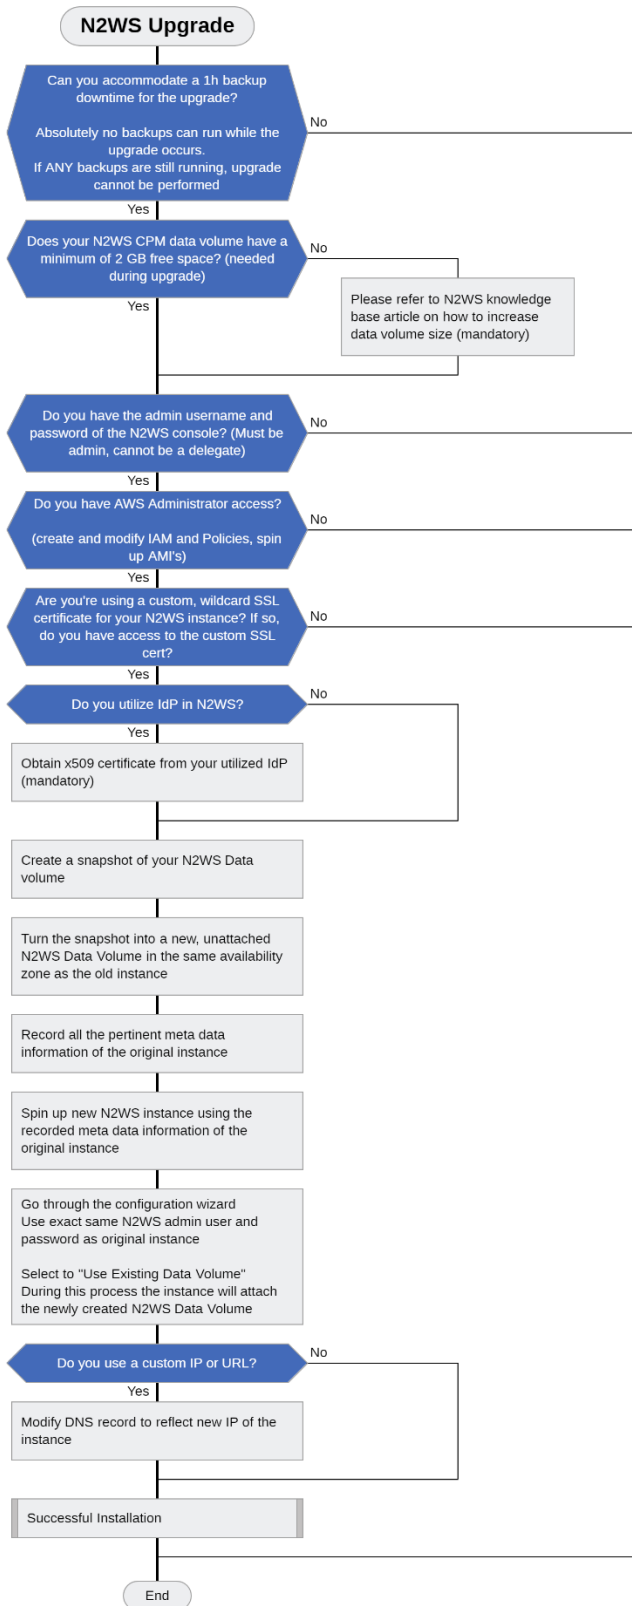 N2WS Upgrade
Can you accommodate a 1h backup
downtime for the upgrade?
Absolutely no backups can run while the
upgrade occurs.
If ANY backups are still running, upgrade
cannot be performed
No
Yes
Does your N2WS CPM data volume have a
minimum of 2 GB free space? (needed
during upgrade)
No
Yes
Please refer to N2WS knowledge
base article on how to increase
data volume size (mandatory)
Do you have the admin username and
password of the N2WS console? (Must be
admin, cannot be a delegate)
No
Yes
Do you have AWS Administrator access?
(create and modify IAM and Policies, spin
up AMI's)
No
Yes
Are you're using a custom, wildcard SSL
certificate for your N2WS instance? If so,
do you have access to the custom SSL
cert?
No
Yes
Do you utilize IdP in N2WS?
No
Yes
Obtain x509 certificate from your utilized IdP
(mandatory)
Create a snapshot of your N2WS Data
volume
Turn the snapshot into a new, unattached
N2WS Data Volume in the same availability
zone as the old instance
Record all the pertinent meta data
information of the original instance
Spin up new N2WS instance using the
recorded meta data information of the
original instance
Go through the configuration wizard
Use exact same N2WS admin user and
password as original instance
Select to "Use Existing Data Volume"
During this process the instance will attach
the newly created N2WS Data Volume
Do you use a custom IP or URL?
No
Yes
Modify DNS record to reflect new IP of the
instance
Successful Installation
End